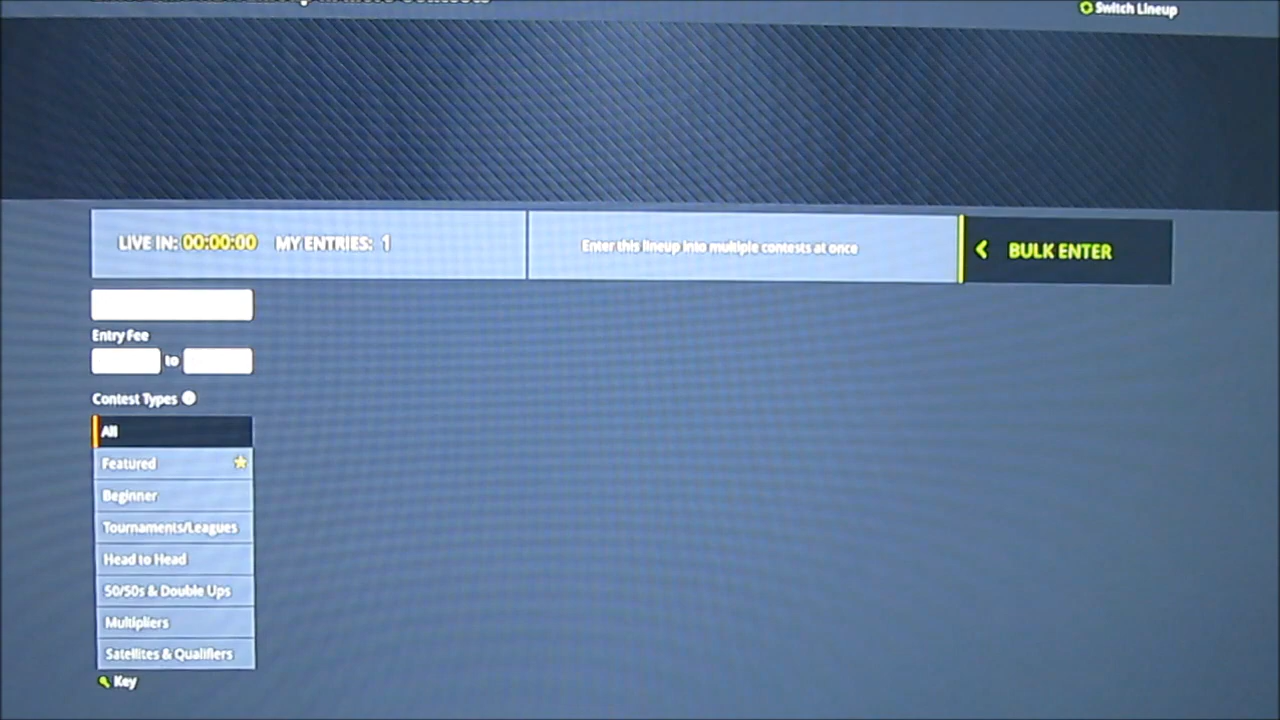 Switch Lineup
LIVE IN: 00:00:00 MY ENTRIES: 1
Enter this lineup into multiple contests at once
BULK ENTER
Entry Fee
to
Contest Types
All
Featured
Beginner
Tournaments/Leagues
Head to Head
50/50s & Double Ups
Multipliers
Satellites & Qualifiers
Key